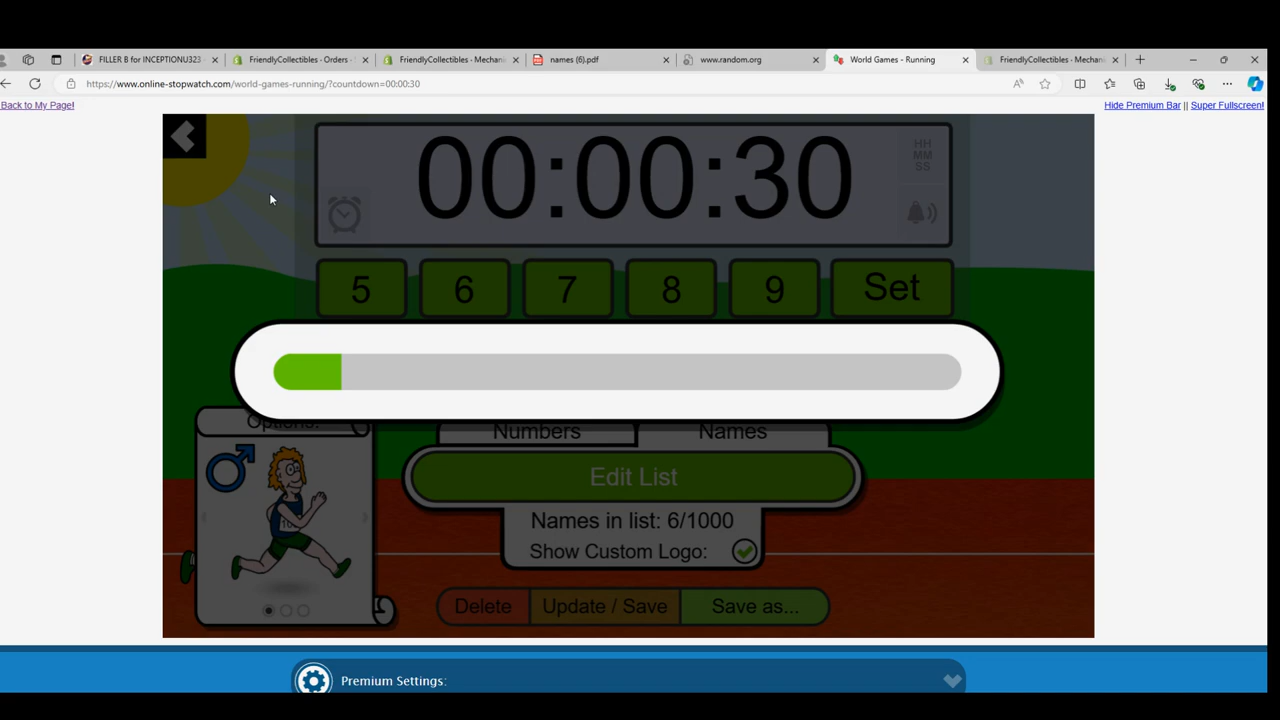 FILLER B for INCEPTIONU323
FriendlyCollectibles - Orders - S
FriendlyCollectibles - Mechani
names (6).pdf
www.random.org
World Games - Running
FriendlyCollectibles - Mechani
https://www.online-stopwatch.com/world-games-running/?countdown=00:00:30
Back to My Page!
Hide Premium Bar || Super Fullscreen!
00:00:30
HH
MM
SS
5 6 7 8 9 Set
Options:
Numbers Names
Edit List
Names in list: 6/1000
Show Custom Logo:
Delete Update / Save Save as...
Premium Settings: